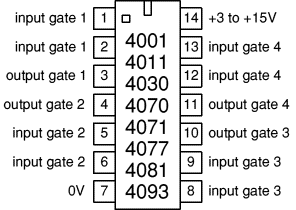 input gate 1 1 14 +3 to +15V
input gate 1 2 4001 13 input gate 4
4011
output gate 1 3 4030 12 input gate 4
output gate 2 4 4070 11 output gate 4
4071
input gate 2 5 4077 10 output gate 3
input gate 2 6 4081 9 input gate 3
0V 7 4093 8 input gate 3